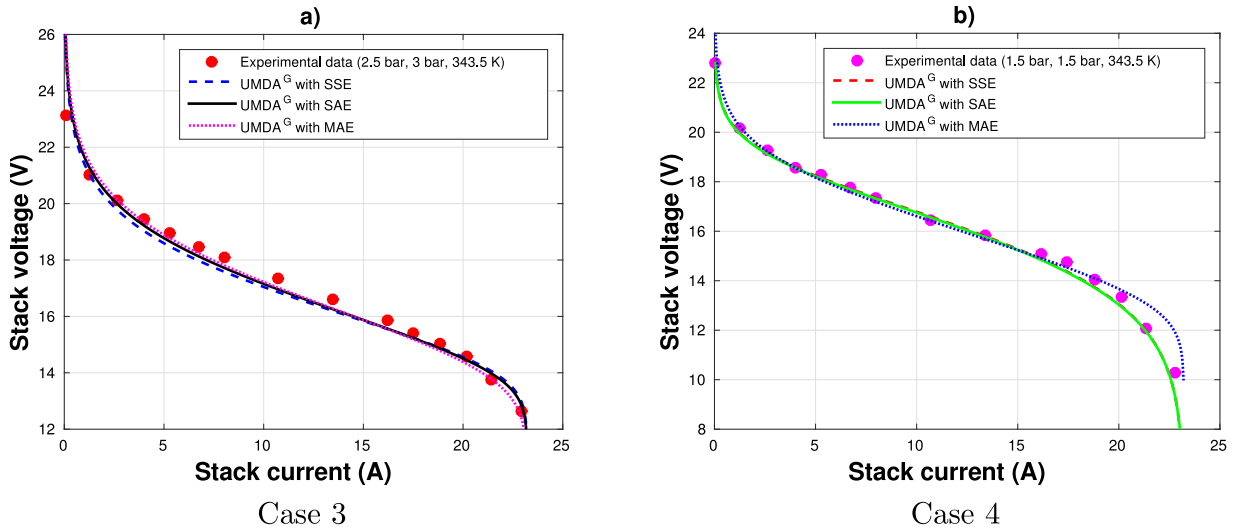 a)
26
24
22
20
18
16
14
12
0
5
10
15
20
25
Stack voltage (V)
Stack current (A)
Experimental data (2.5 bar, 3 bar, 343.5 K)
UMDA G with SSE
UMDA G with SAE
UMDA G with MAE
Case 3
b)
24
22
20
18
16
14
12
10
8
0
5
10
15
20
25
Stack voltage (V)
Stack current (A)
Experimental data (1.5 bar, 1.5 bar, 343.5 K)
UMDA G with SSE
UMDA G with SAE
UMDA G with MAE
Case 4